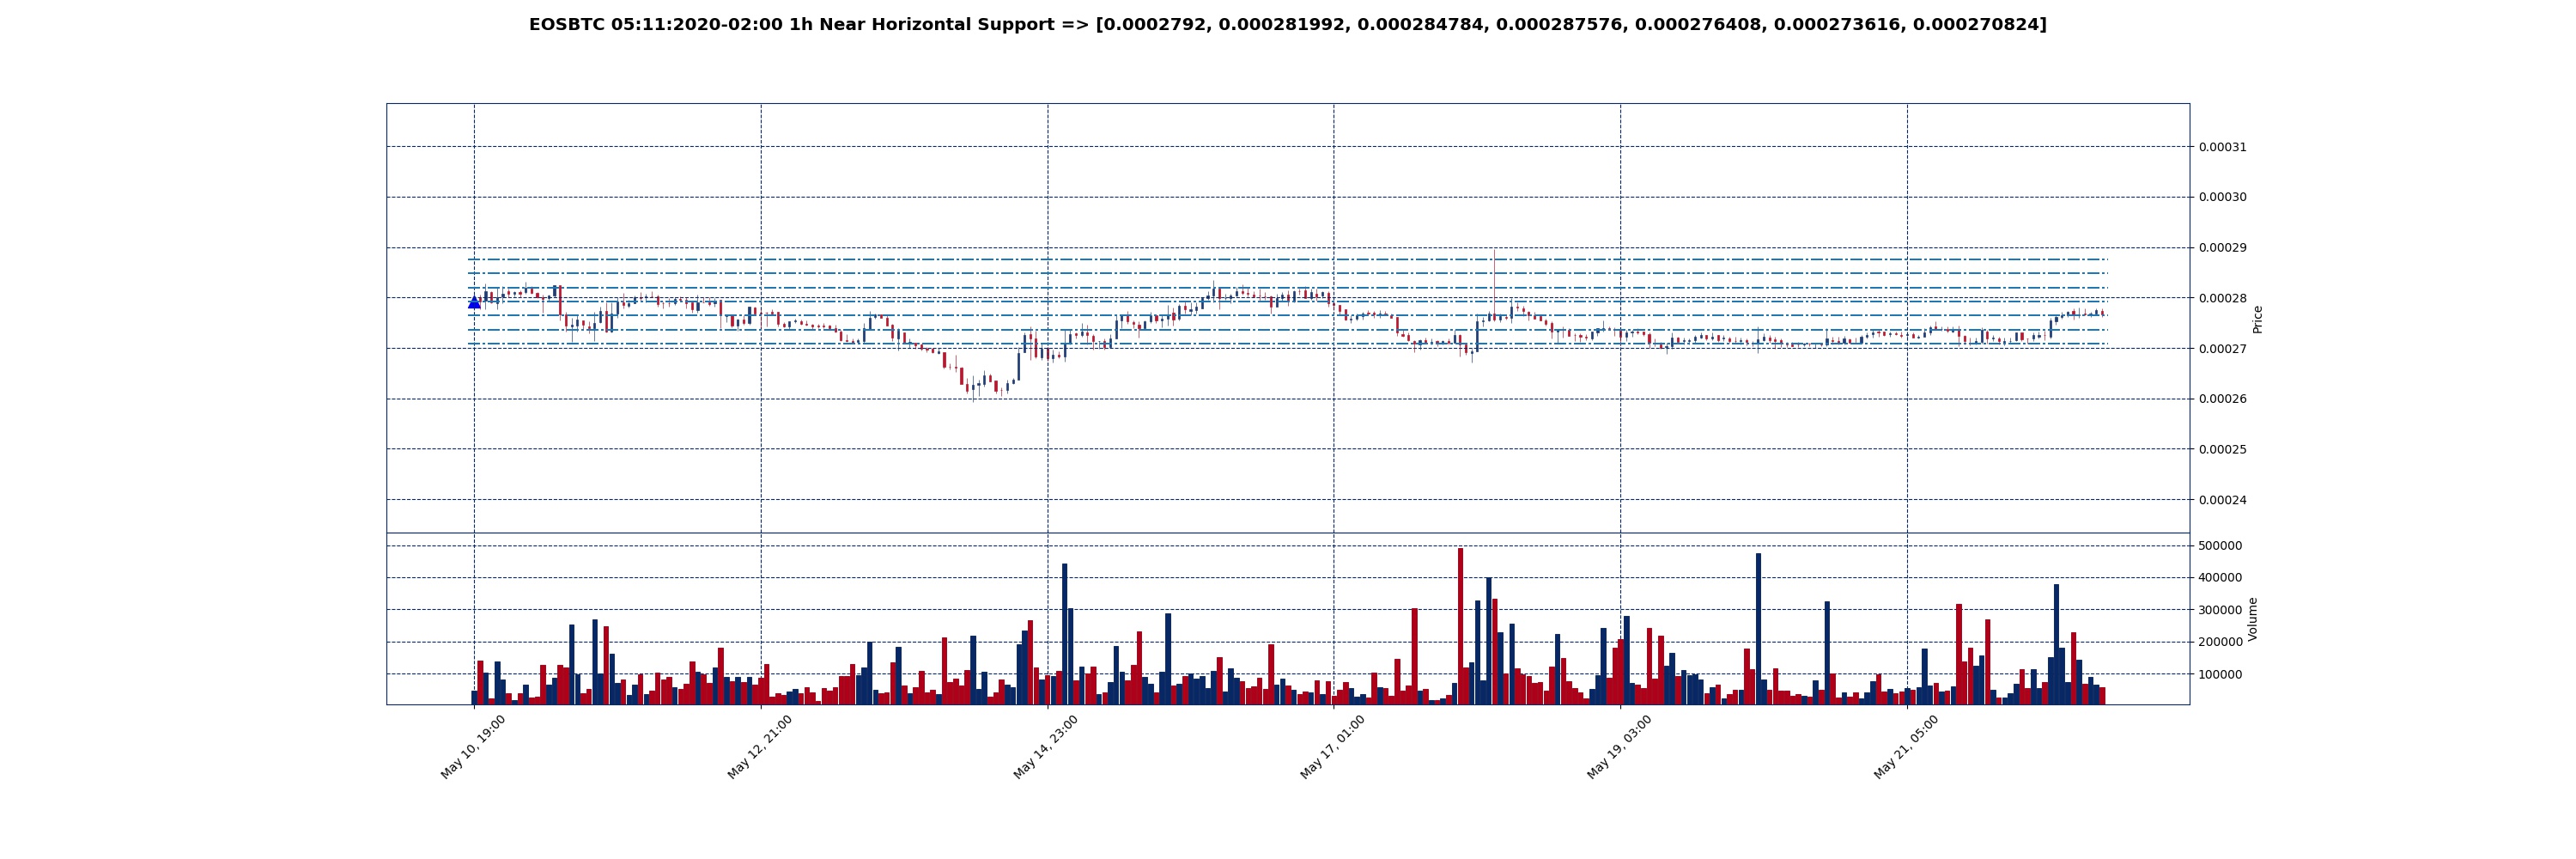 EOSBTC 05:11:2020-02:00 1h Near Horizontal Support => [0.0002792, 0.000281992, 0.000284784, 0.000287576, 0.000276408, 0.000273616, 0.000270824]
0.00031
0.00030
0.00029
0.00028
0.00027
0.00026
0.00025
0.00024
Price
500000
400000
300000
200000
100000
Volume
May 10, 19:00
May 12, 21:00
May 14, 23:00
May 17, 01:00
May 19, 03:00
May 21, 05:00